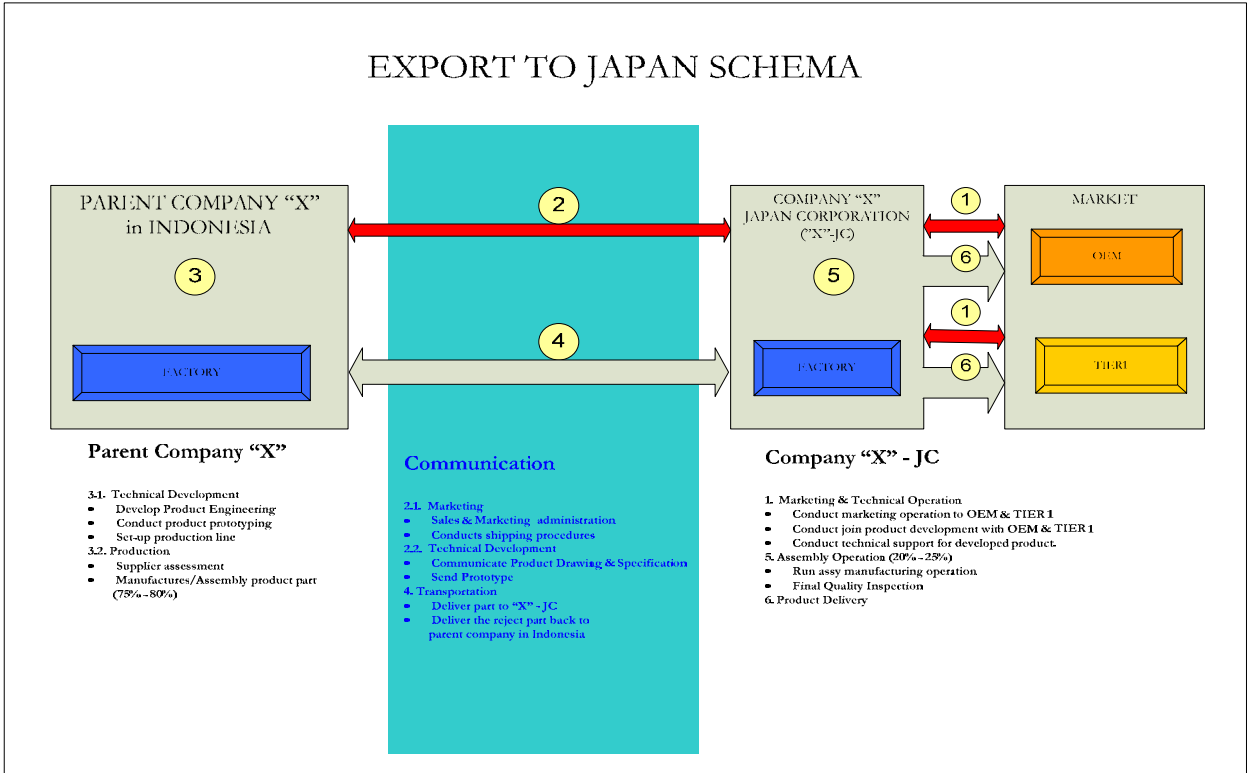 EXPORT TO JAPAN SCHEMA
PARENT COMPANY “X”
in INDONESIA
3
FACTORY
2
4
COMPANY “X”
JAPAN CORPORATION
("X"-JC)
5
FACTORY
1
6
1
6
MARKET
OEM
TIER1
Parent Company “X”
3.1. Technical Development
• Develop Product Engineering
• Conduct product prototyping
• Set-up production line
3.2. Production
• Supplier assessment
• Manufactures/Assembly product part
(75% - 80%)
Communication
2.1. Marketing
• Sales & Marketing administration
• Conducts shipping procedures
2.2. Technical Development
• Communicate Product Drawing & Specification
• Send Prototype
4. Transportation
• Deliver part to “X” - JC
• Deliver the reject part back to
parent company in Indonesia
Company “X” - JC
1. Marketing & Technical Operation
• Conduct marketing operation to OEM & TIER 1
• Conduct join product development with OEM & TIER 1
• Conduct technical support for developed product.
5. Assembly Operation (20% - 25%)
• Run assy manufacturing operation
• Final Quality Inspection
6. Product Delivery